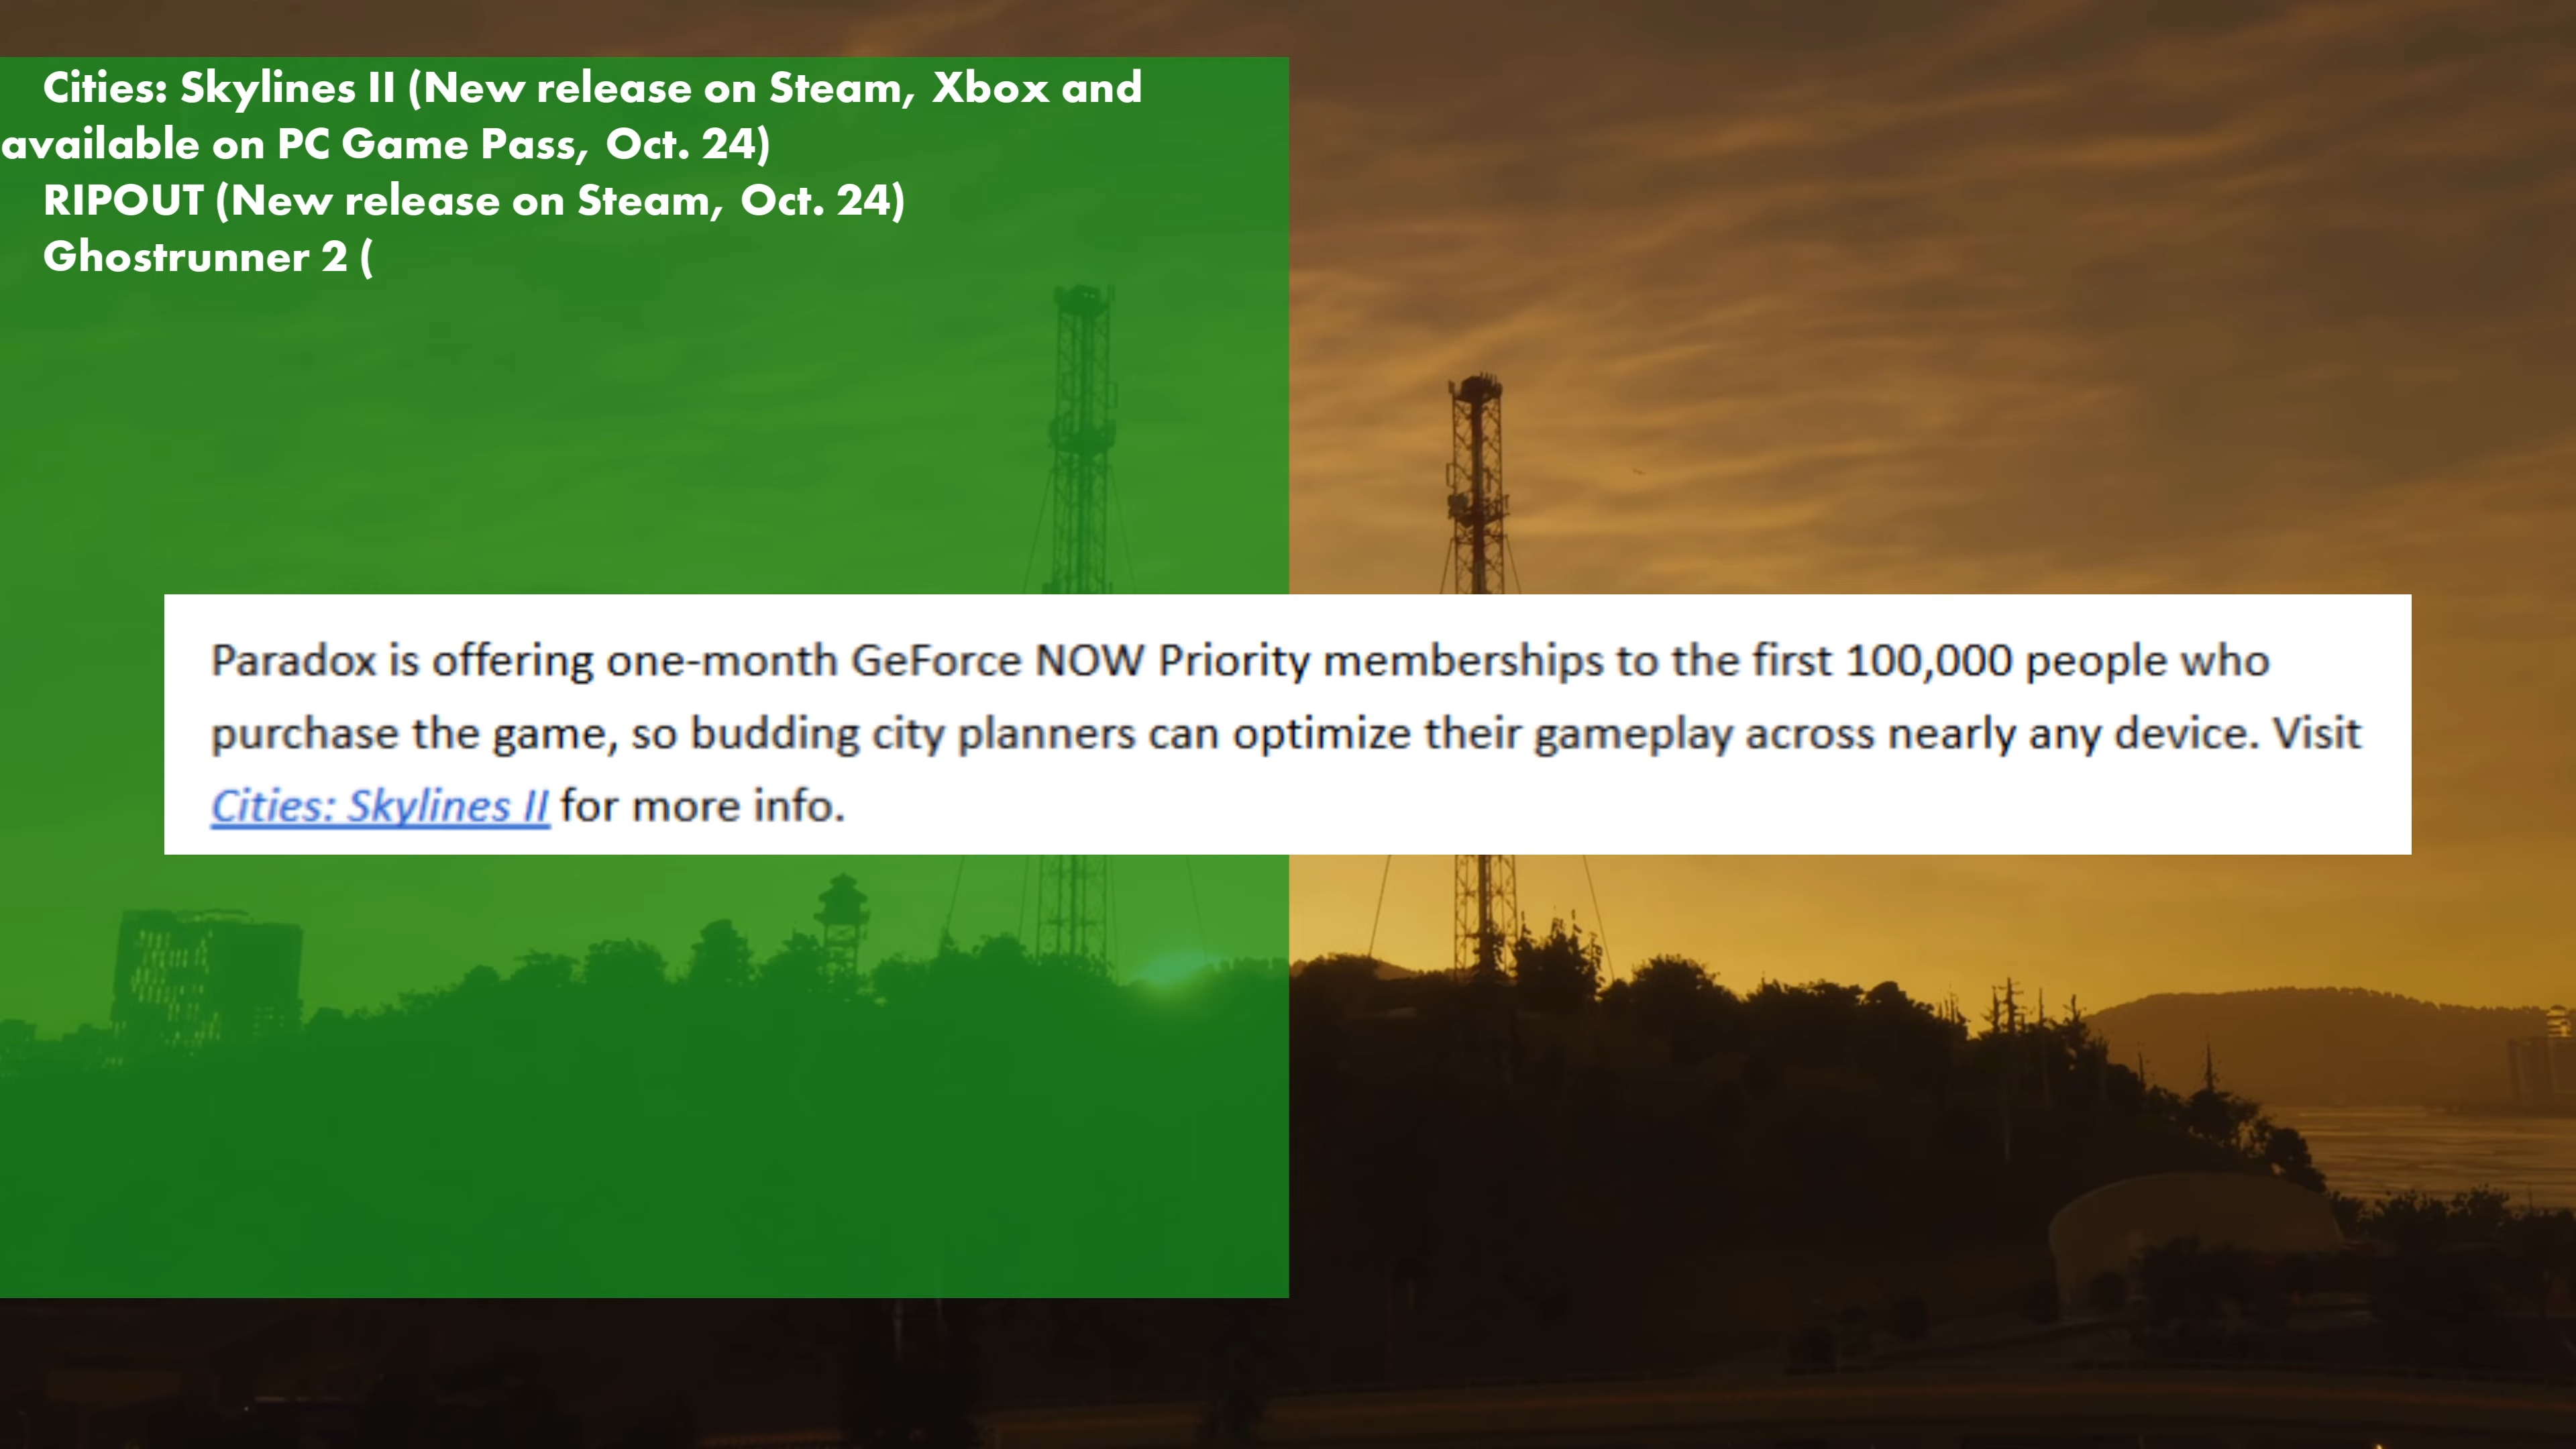 Cities: Skylines II (New release on Steam, Xbox and
available on PC Game Pass, Oct. 24)
RIPOUT (New release on Steam, Oct. 24)
Ghostrunner 2 (
Paradox is offering one-month GeForce NOW Priority memberships to the first 100,000 people who
purchase the game, so budding city planners can optimize their gameplay across nearly any device. Visit
Cities: Skylines II for more info.